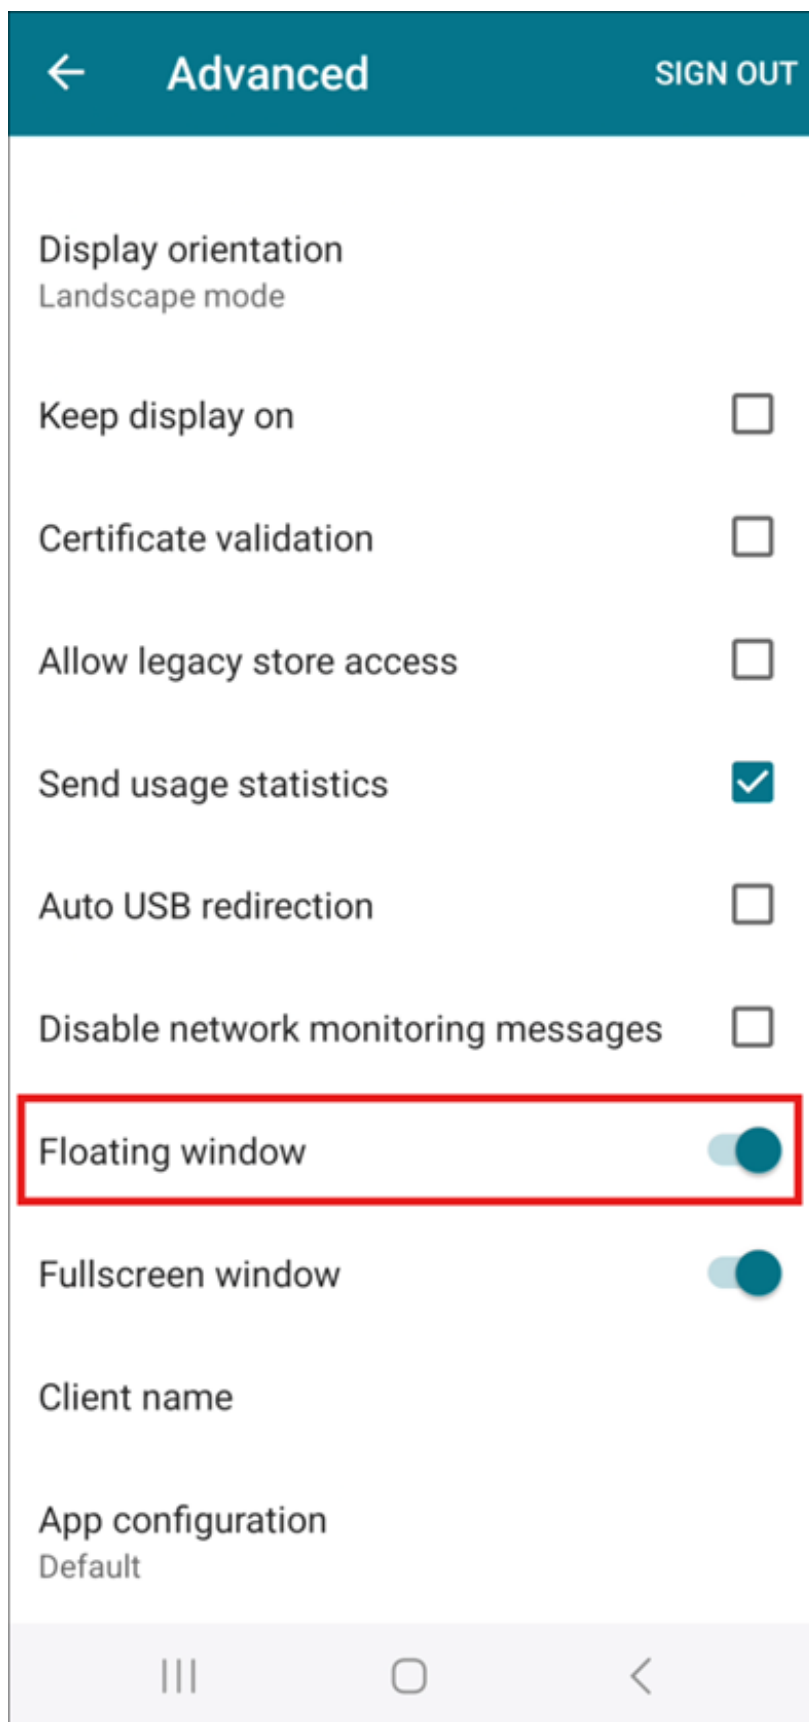 Advanced
SIGN OUT
Display orientation
Landscape mode
Keep display on
Certificate validation
Allow legacy store access
Send usage statistics
Auto USB redirection
Disable network monitoring messages
Floating window
Fullscreen window
Client name
App configuration
Default